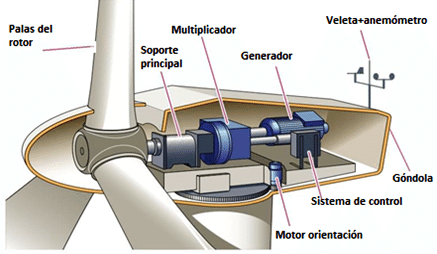 Palas del
rotor
Soporte
principal
Multiplicador
Generador
Veleta+anemómetro
Góndola
Sistema de control
Motor orientación